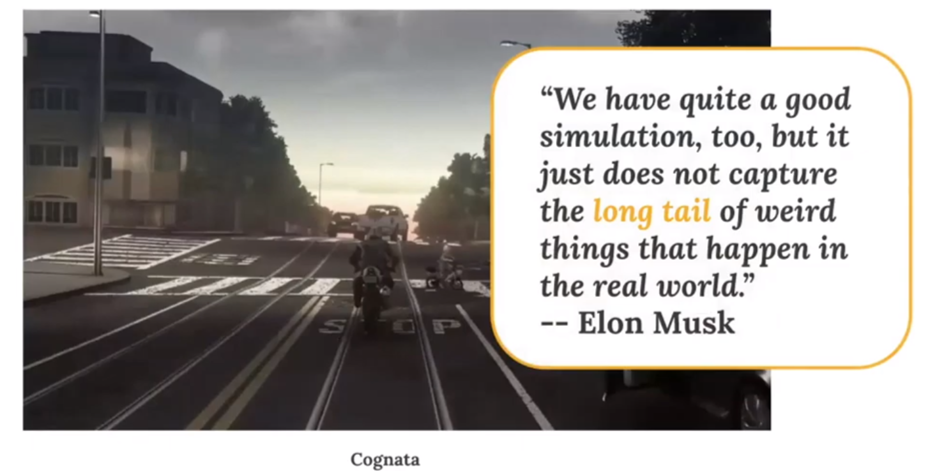 “We have quite a good
simulation, too, but it
just does not capture
the long tail of weird
things that happen in
the real world.”
-- Elon Musk
STOP
Cognata